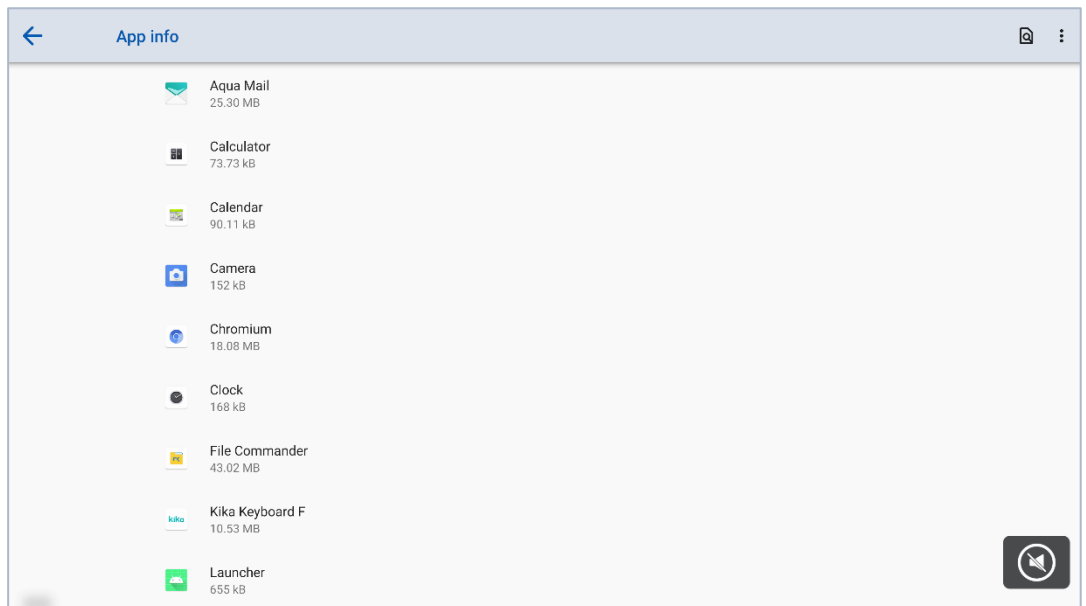 App info
Aqua Mail
25.30 MB
Calculator
73.73 kB
Calendar
90.11 kB
Camera
152 kB
Chromium
18.08 MB
Clock
168 kB
FC
File Commander
43.02 MB
kika
Kika Keyboard F
10.53 MB
Launcher
655 kB